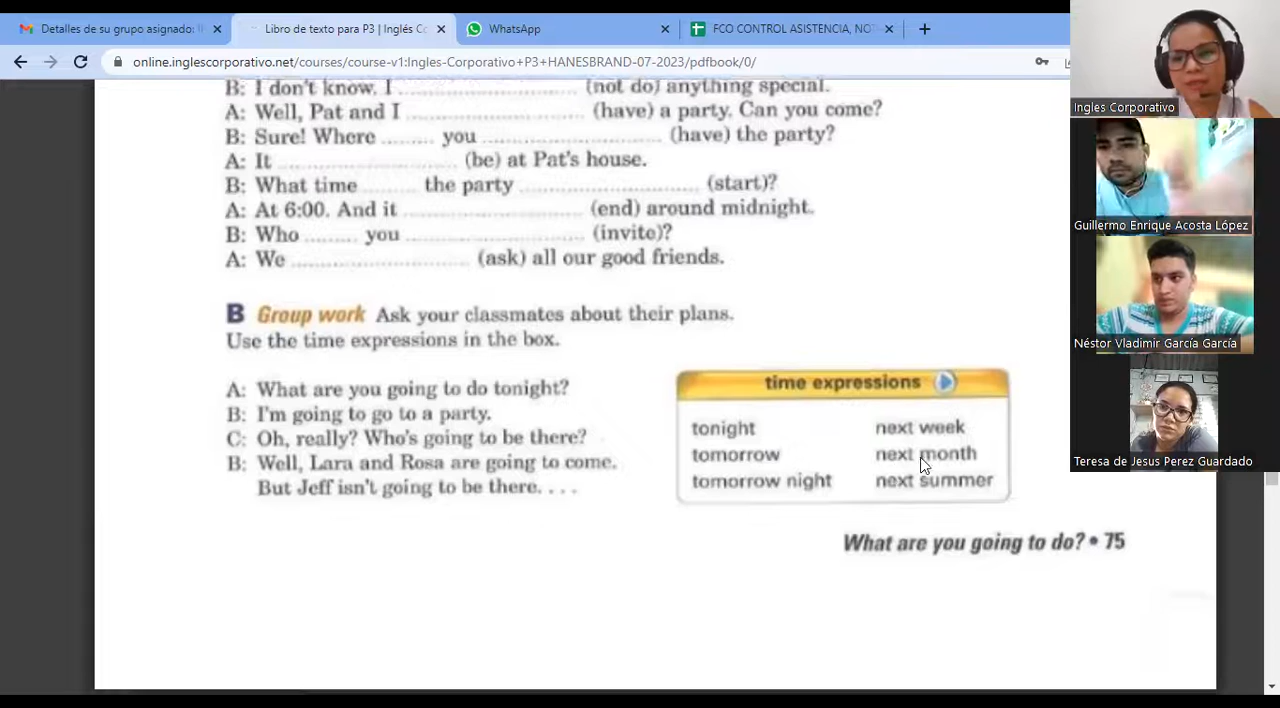 Detalles de su grupo asignado: I
Libro de texto para P3 | Inglés Co
WhatsApp
FCO CONTROL ASISTENCIA, NOT
online.inglescorporativo.net/courses/course-v1:Ingles-Corporativo+P3+HANESBRAND-07-2023/pdfbook/0/
B: I don't know. I ........ (not do) anything special.
A: Well, Pat and I ........ (have) a party. Can you come?
B: Sure! Where ........ you ........ (have) the party?
A: It ........ (be) at Pat's house.
B: What time ........ the party ........ (start)?
A: At 6:00. And it ........ (end) around midnight.
B: Who ........ you ........ (invite)?
A: We ........ (ask) all our good friends.
B Group work Ask your classmates about their plans.
Use the time expressions in the box.
A: What are you going to do tonight?
B: I'm going to go to a party.
C: Oh, really? Who's going to be there?
B: Well, Lara and Rosa are going to come.
But Jeff isn't going to be there. . . .
time expressions
tonight next week
tomorrow next month
tomorrow night next summer
What are you going to do? • 75
Ingles Corporativo
Guillermo Enrique Acosta López
Néstor Vladimir García García
Teresa de Jesus Perez Guardado